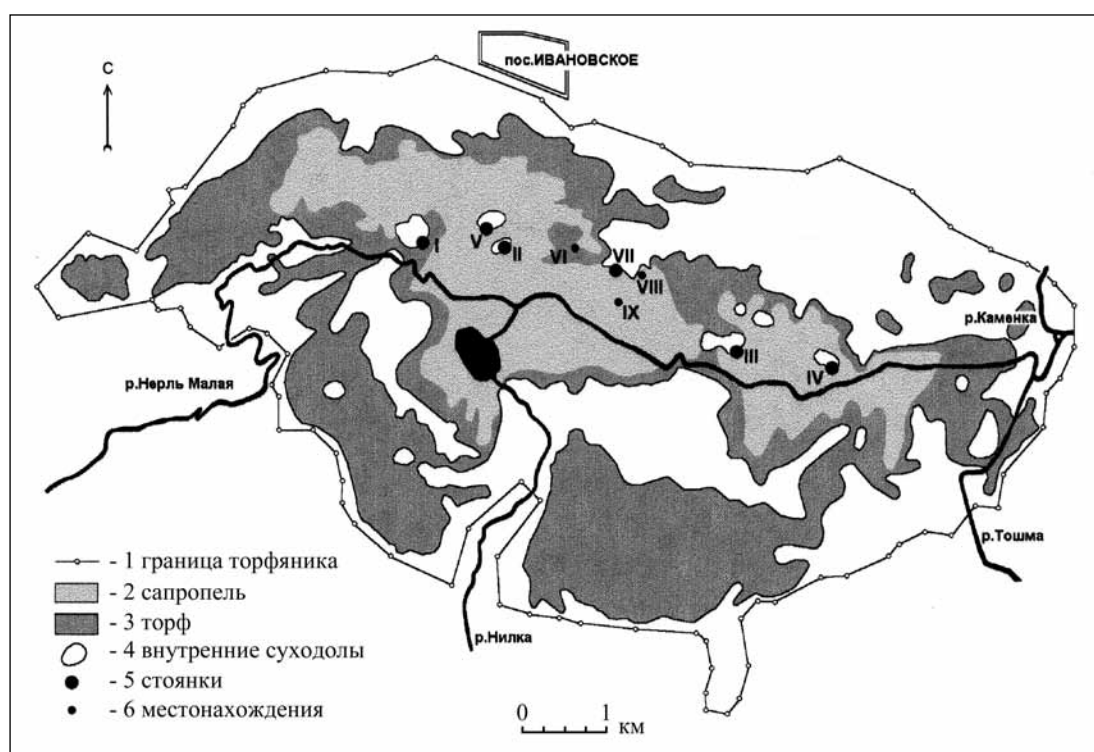 пос.ИВАНОВСКОЕ
С
I
V
II
VI
VII
VIII
IX
р.Каменка
III
IV
р.Нерль Малая
р.Тошма
р.Нилка
- 1 граница торфяника
- 2 сапропель
- 3 торф
- 4 внутренние суходолы
- 5 стоянки
- 6 местонахождения
0 1
км